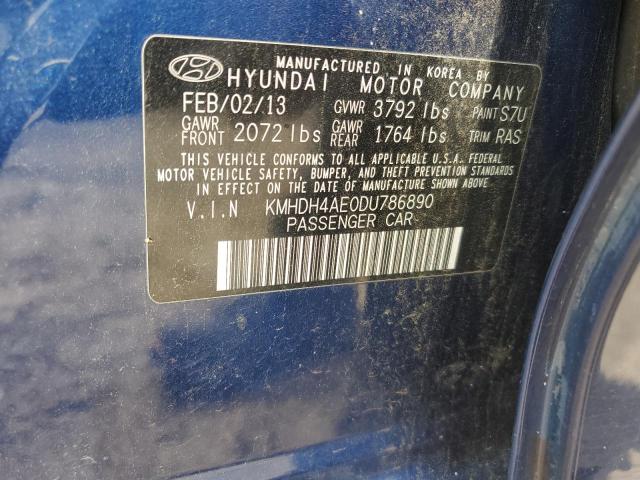 MANUFACTURED IN KOREA BY
HYUNDAI MOTOR COMPANY
FEB/02/13 GVWR 3792 lbs PAINT S7U
GAWR FRONT 2072 lbs GAWR REAR 1764 lbs TRIM RAS
THIS VEHICLE CONFORMS TO ALL APPLICABLE U.S.A. FEDERAL
MOTOR VEHICLE SAFETY, BUMPER, AND THEFT PREVENTION STANDARDS
IN EFFECT ON THE DATE OF MANUFACTURE SHOWN ABOVE.
V.I.N KMHDH4AE0DU786890
PASSENGER CAR